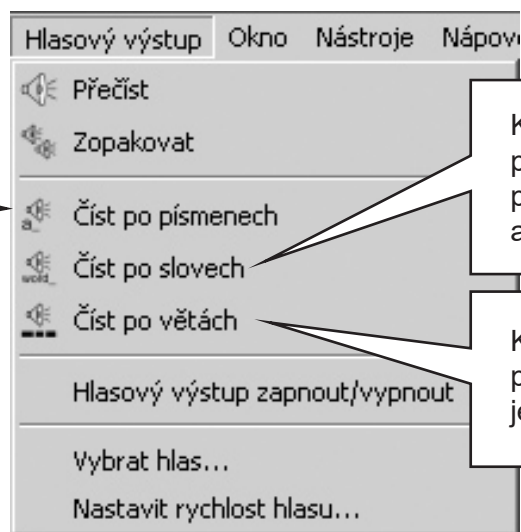 Hlasový výstup Okno Nástroje
Přečíst
Zopakovat
Číst po písmenech
Číst po slovech
Číst po větách
Hlasový výstup zapnout/vypnout
Vybrat hlas...
Nastavit rychlost hlasu...